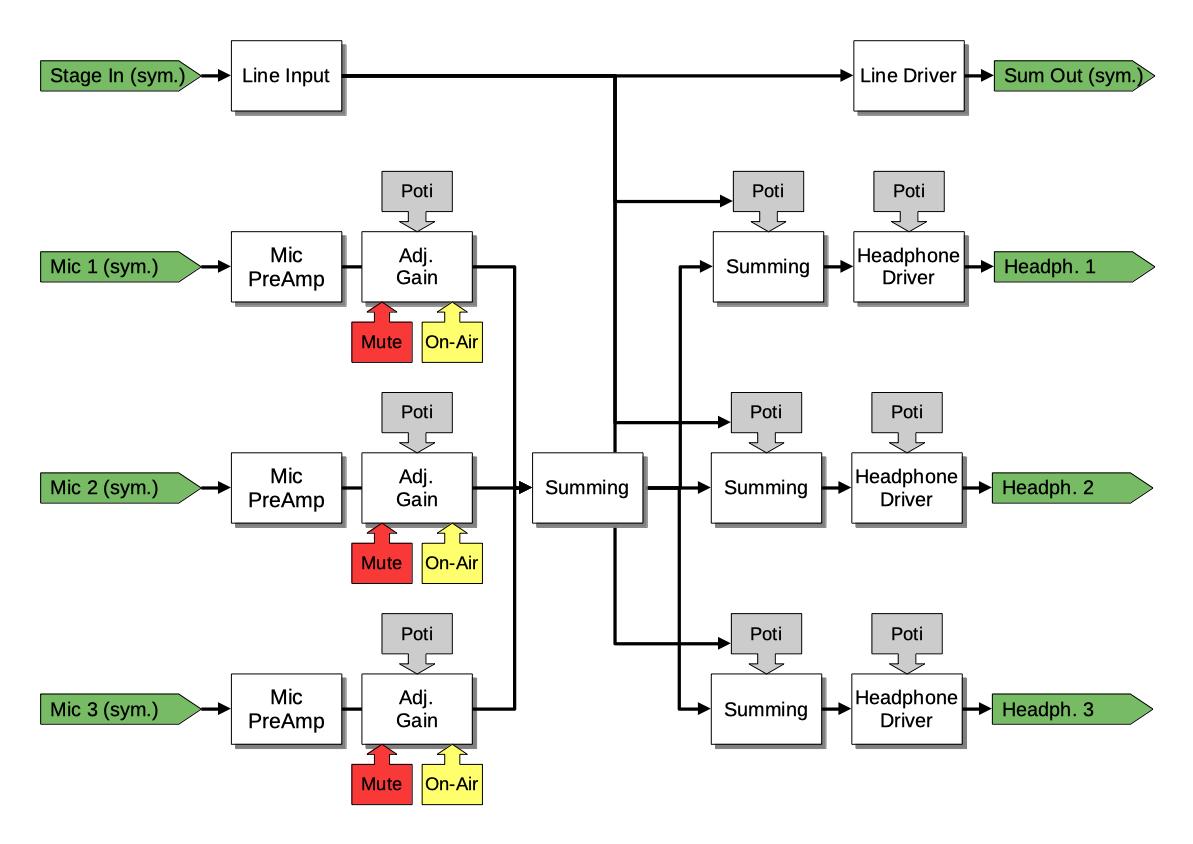 Stage In (sym.)
Line Input
Line Driver
Sum Out (sym.)
Poti
Poti
Poti
Mic 1 (sym.)
Mic
PreAmp
Adj.
Gain
Summing
Headphone
Driver
Headph. 1
Mute
On-Air
Poti
Poti
Poti
Mic 2 (sym.)
Mic
PreAmp
Adj.
Gain
Summing
Summing
Headphone
Driver
Headph. 2
Mute
On-Air
Poti
Poti
Poti
Mic 3 (sym.)
Mic
PreAmp
Adj.
Gain
Summing
Headphone
Driver
Headph. 3
Mute
On-Air